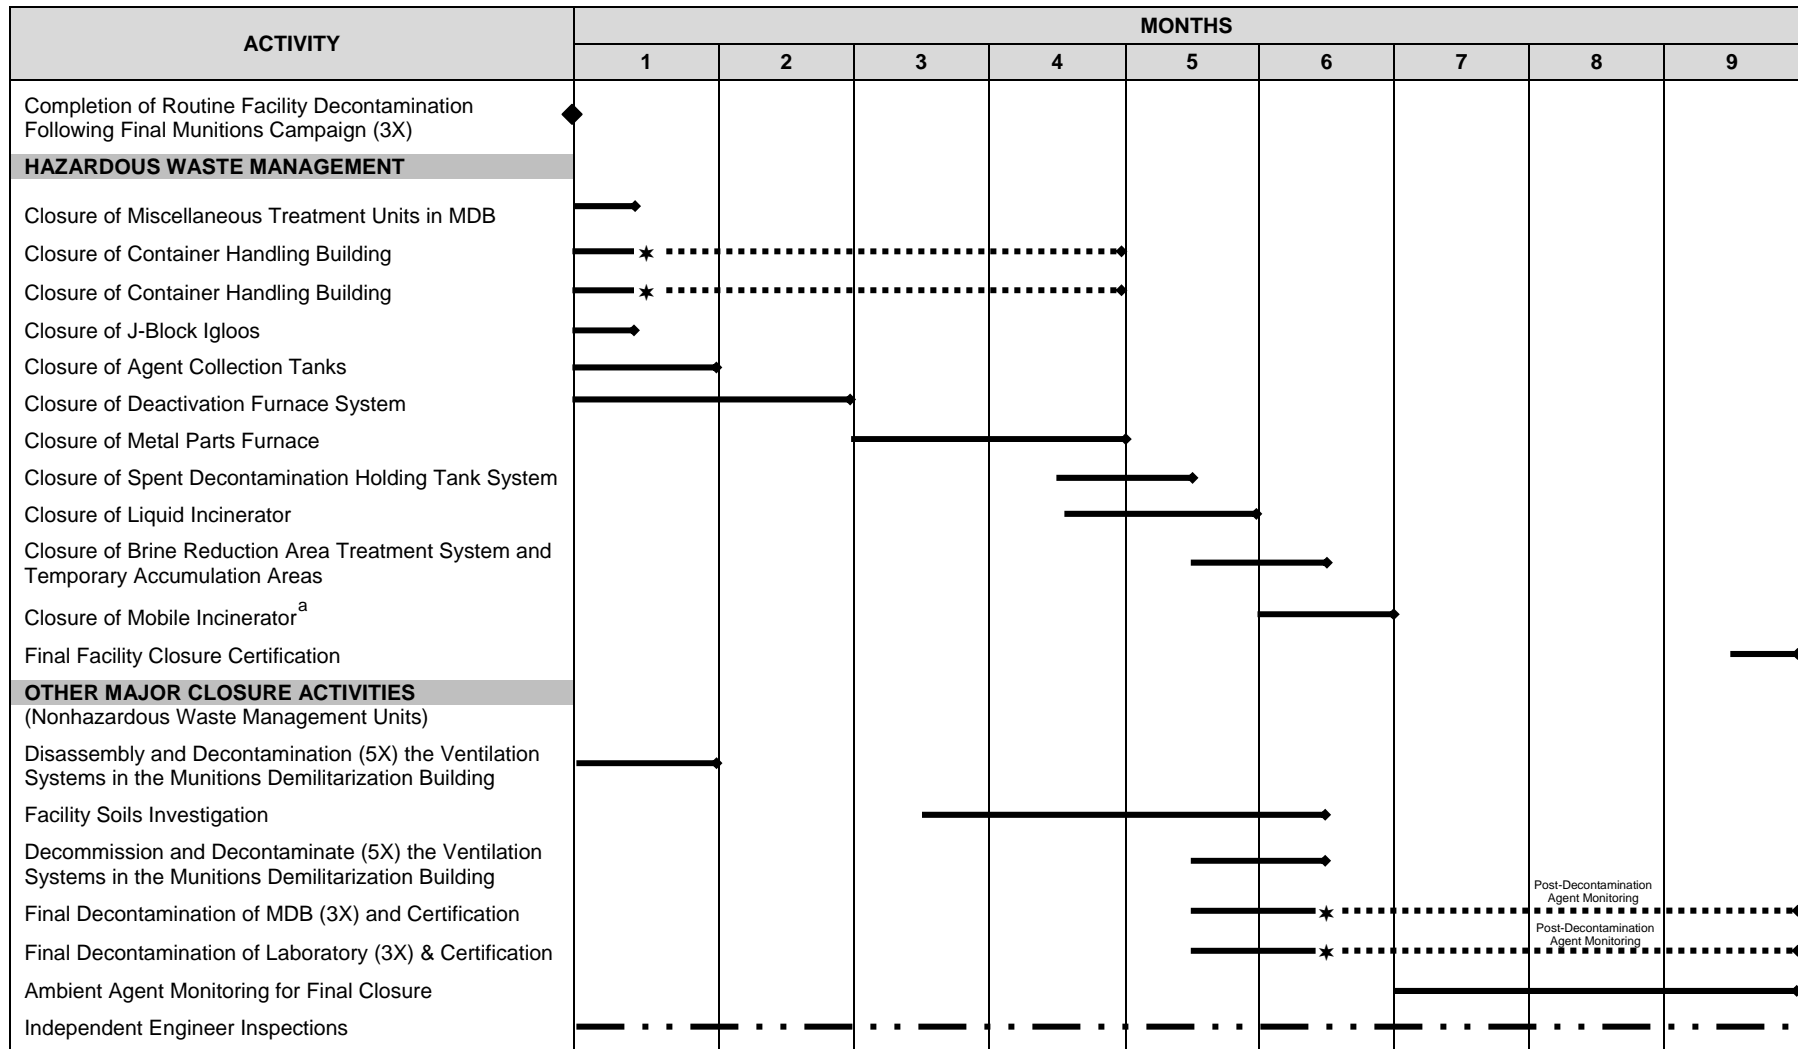 ACTIVITY
MONTHS
1 2 3 4 5 6 7 8 9
Completion of Routine Facility Decontamination
Following Final Munitions Campaign (3X)
HAZARDOUS WASTE MANAGEMENT
Closure of Miscellaneous Treatment Units in MDB
Closure of Container Handling Building
Closure of Container Handling Building
Closure of J-Block Igloos
Closure of Agent Collection Tanks
Closure of Deactivation Furnace System
Closure of Metal Parts Furnace
Closure of Spent Decontamination Holding Tank System
Closure of Liquid Incinerator
Closure of Brine Reduction Area Treatment System and
Temporary Accumulation Areas
Closure of Mobile Incinerator a
Final Facility Closure Certification
OTHER MAJOR CLOSURE ACTIVITIES
(Nonhazardous Waste Management Units)
Disassembly and Decontamination (5X) the Ventilation
Systems in the Munitions Demilitarization Building
Facility Soils Investigation
Decommission and Decontaminate (5X) the Ventilation
Systems in the Munitions Demilitarization Building
Final Decontamination of MDB (3X) and Certification
Post-Decontamination
Agent Monitoring
Final Decontamination of Laboratory (3X) & Certification
Post-Decontamination
Agent Monitoring
Ambient Agent Monitoring for Final Closure
Independent Engineer Inspections